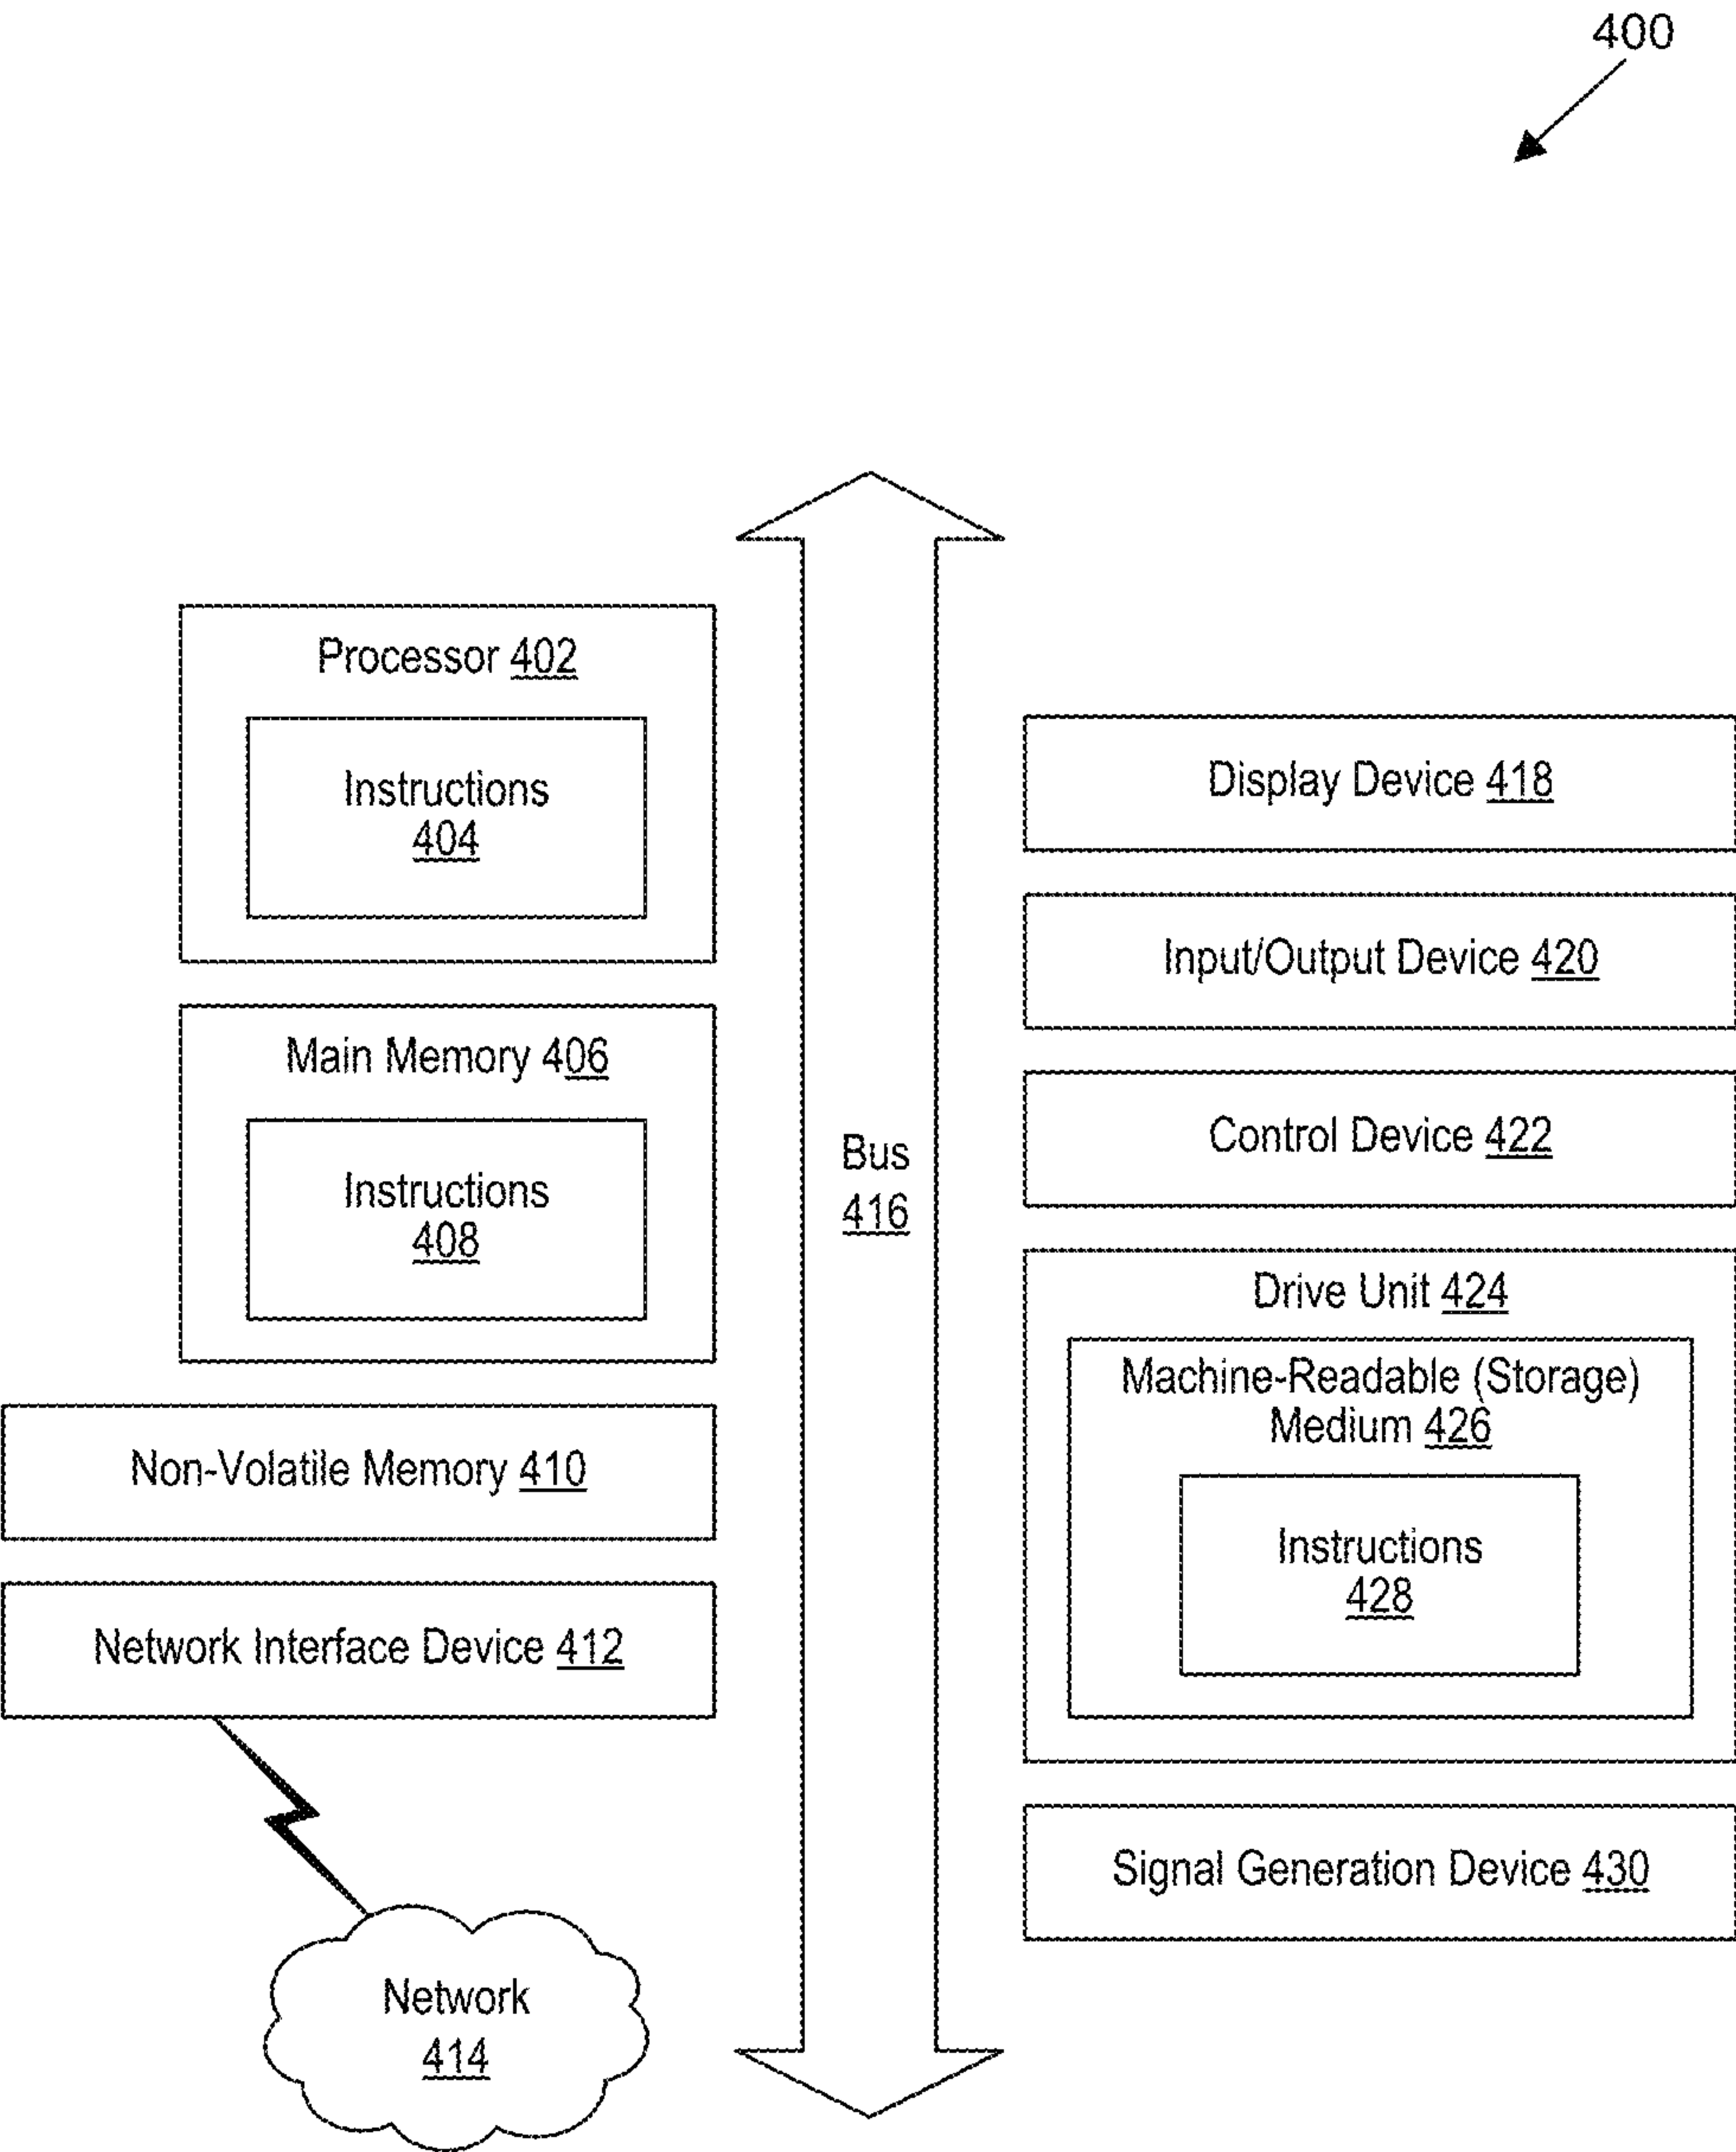 400
Processor 402
Instructions
404
Main Memory 406
Instructions
408
Non-Volatile Memory 410
Network Interface Device 412
Network
414
Bus
416
Display Device 418
Input/Output Device 420
Control Device 422
Drive Unit 424
Machine-Readable (Storage)
Medium 426
Instructions
428
Signal Generation Device 430